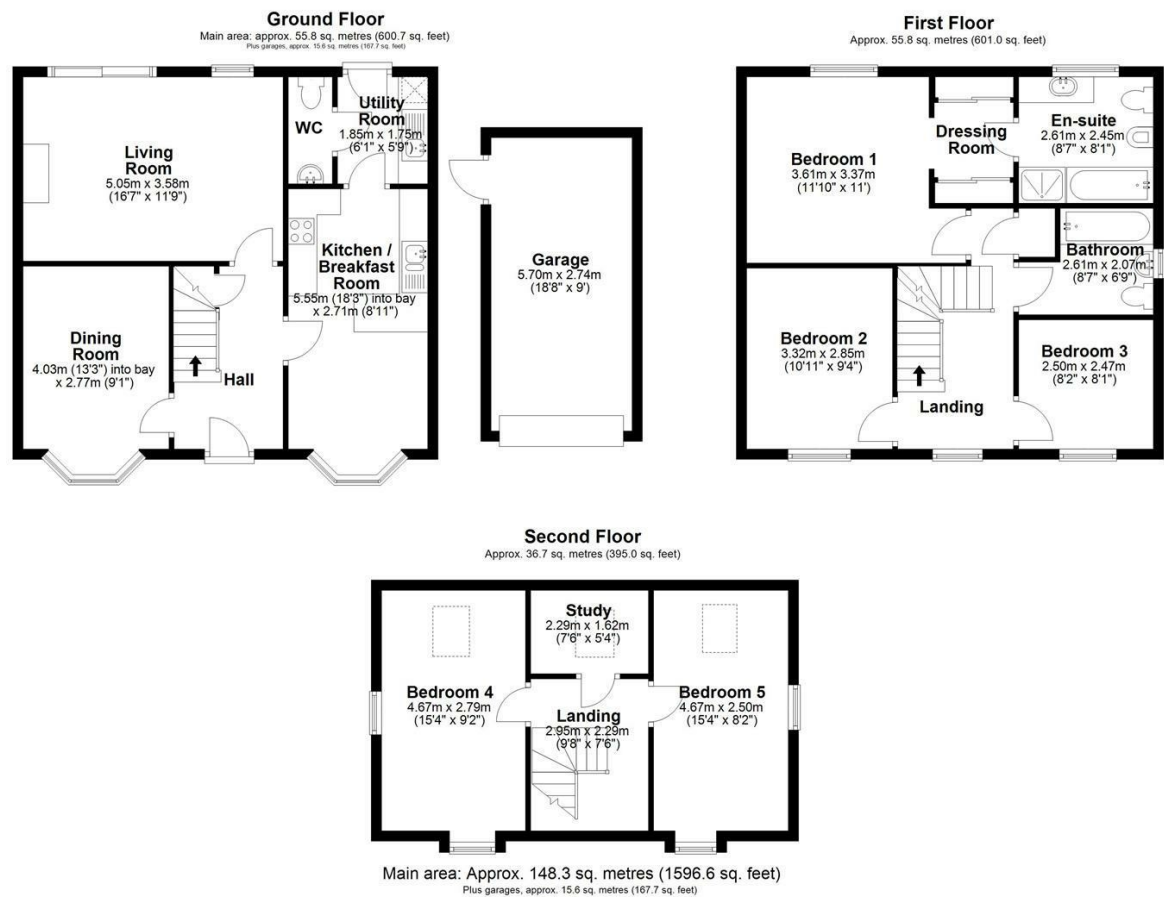 Ground Floor
Main area: approx. 55.8 sq. metres (600.7 sq. feet)
Plus garages, approx. 15.6 sq. metres (167.7 sq. feet)
Living
Room
5.05m x 3.58m
(16'7" x 11'9")
WC
Utility
Room
1.85m x 1.75m
(6'1" x 5'9")
Kitchen /
Breakfast
Room
5.55m (18'3") into bay
x 2.71m (8'11")
Dining
Room
4.03m (13'3") into bay
x 2.77m (9'1")
Hall
Garage
5.70m x 2.74m
(18'8" x 9')
First Floor
Approx. 55.8 sq. metres (601.0 sq. feet)
Bedroom 1
3.61m x 3.37m
(11'10" x 11')
Dressing
Room
En-suite
2.61m x 2.45m
(8'7" x 8'1")
Bathroom
2.61m x 2.07m
(8'7" x 6'9")
Bedroom 2
3.32m x 2.85m
(10'11" x 9'4")
Landing
Bedroom 3
2.50m x 2.47m
(8'2" x 8'1")
Second Floor
Approx. 36.7 sq. metres (395.0 sq. feet)
Bedroom 4
4.67m x 2.79m
(15'4" x 9'2")
Study
2.29m x 1.62m
(7'6" x 5'4")
Landing
2.95m x 2.29m
(9'8" x 7'6")
Bedroom 5
4.67m x 2.50m
(15'4" x 8'2")
Main area: Approx. 148.3 sq. metres (1596.6 sq. feet)
Plus garages, approx. 15.6 sq. metres (167.7 sq. feet)